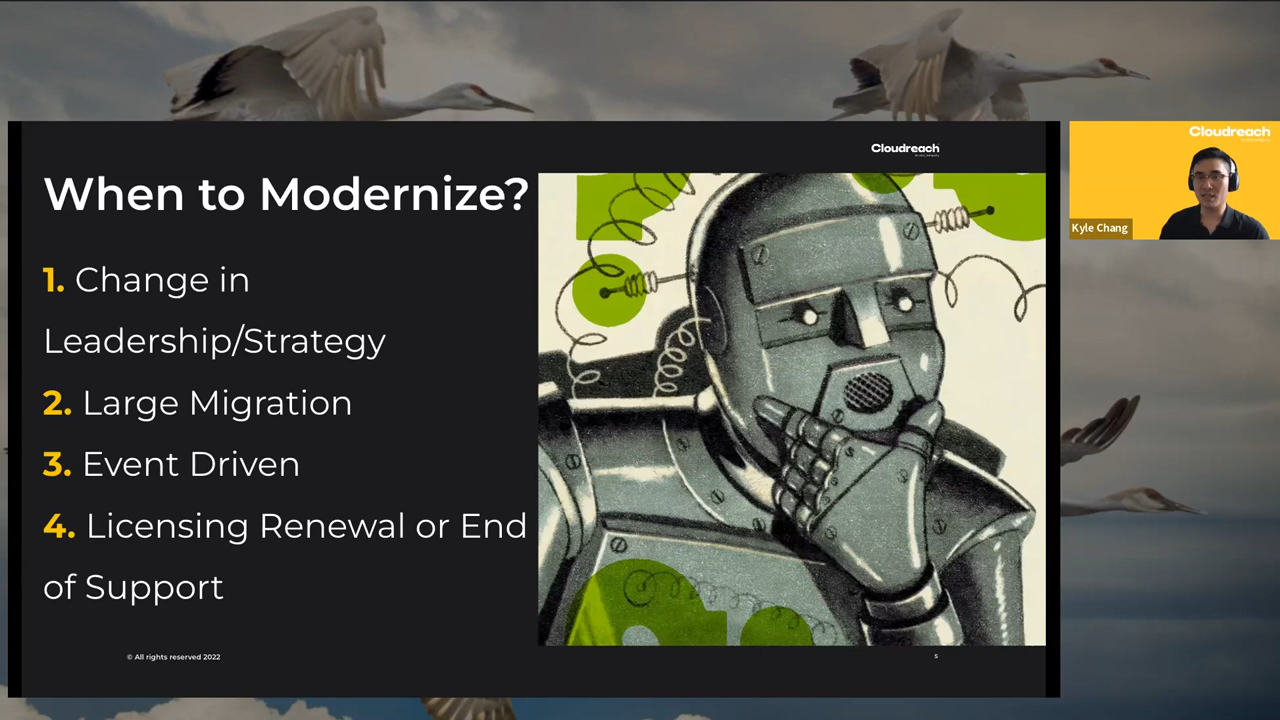 Cloudreach
When to Modernize?
1. Change in
Leadership/Strategy
2. Large Migration
3. Event Driven
4. Licensing Renewal or End
of Support
© All rights reserved 2022
5
Cloudreach
Kyle Chang